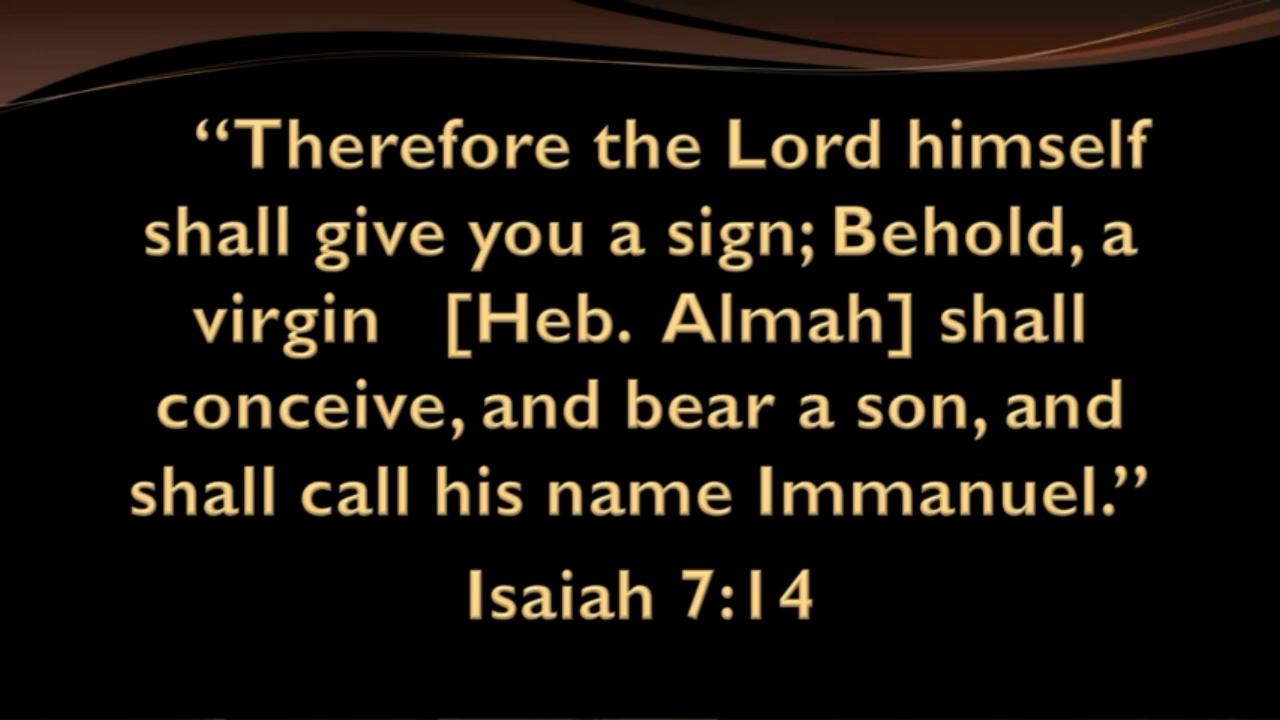 “Therefore the Lord himself
shall give you a sign; Behold, a
virgin [Heb. Almah] shall
conceive, and bear a son, and
shall call his name Immanuel.”
Isaiah 7:14